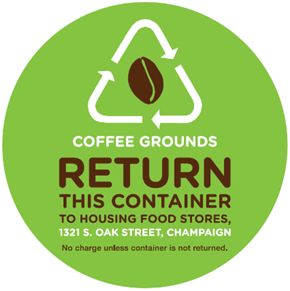 COFFEE GROUNDS
RETURN
THIS CONTAINER
TO HOUSING FOOD STORES,
1321 S. OAK STREET, CHAMPAIGN
No charge unless container is not returned.